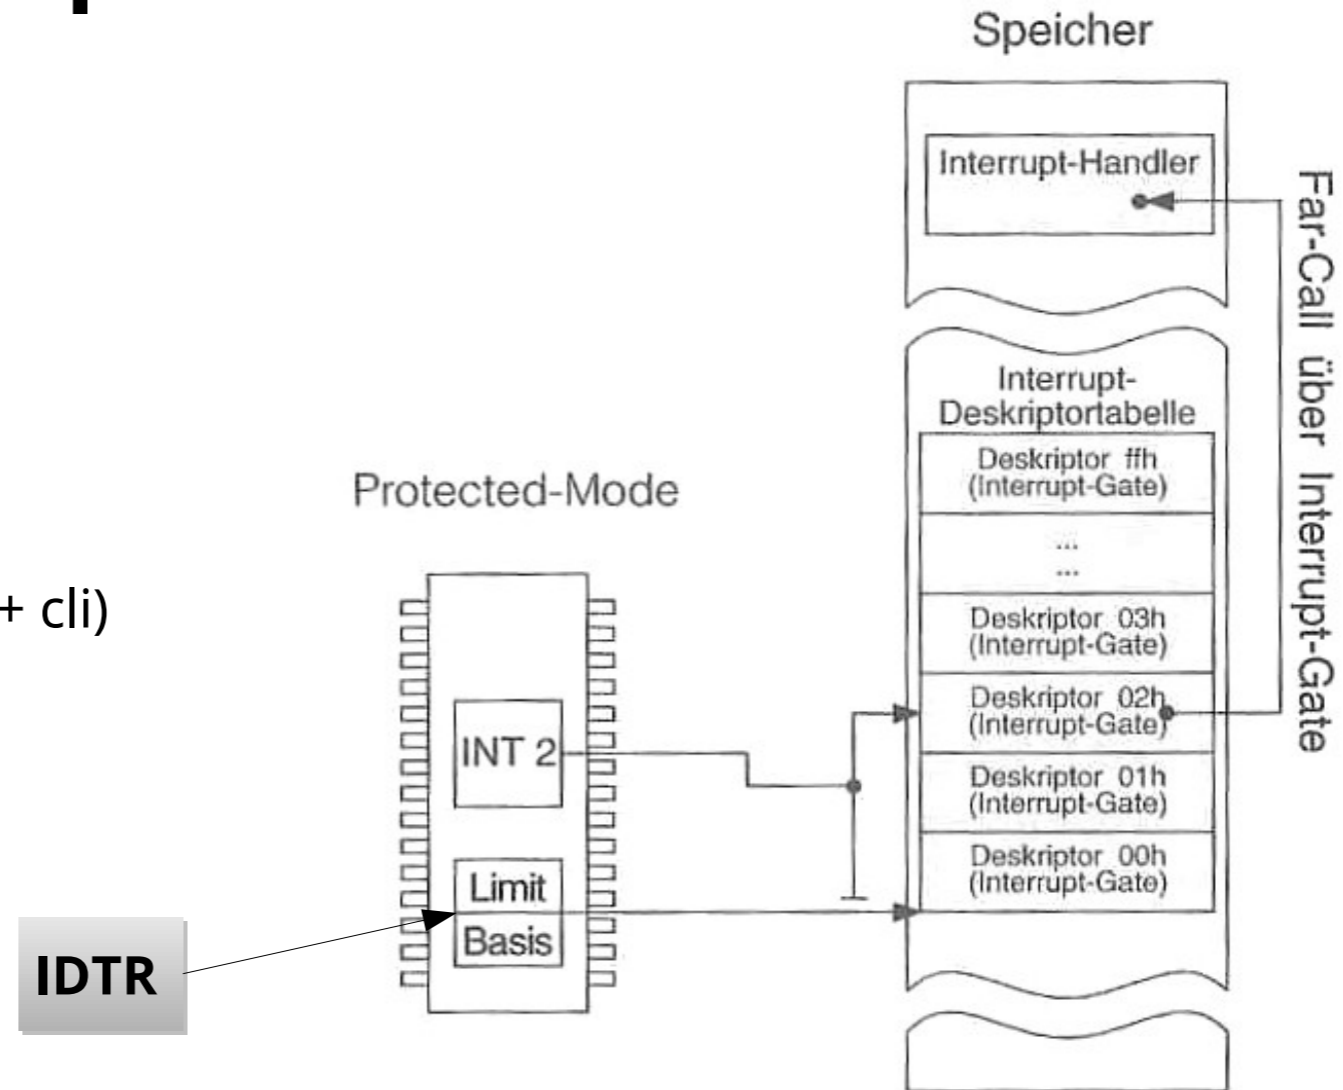 Speicher
Interrupt-Handler
Far-Call über Interrupt-Gate
Interrupt-
Deskriptortabelle
Deskriptor ffh
(Interrupt-Gate)
...
...
Deskriptor 03h
(Interrupt-Gate)
Deskriptor 02h
(Interrupt-Gate)
Deskriptor 01h
(Interrupt-Gate)
Deskriptor 00h
(Interrupt-Gate)
Protected-Mode
+ cli)
INT 2
Limit
Basis
IDTR